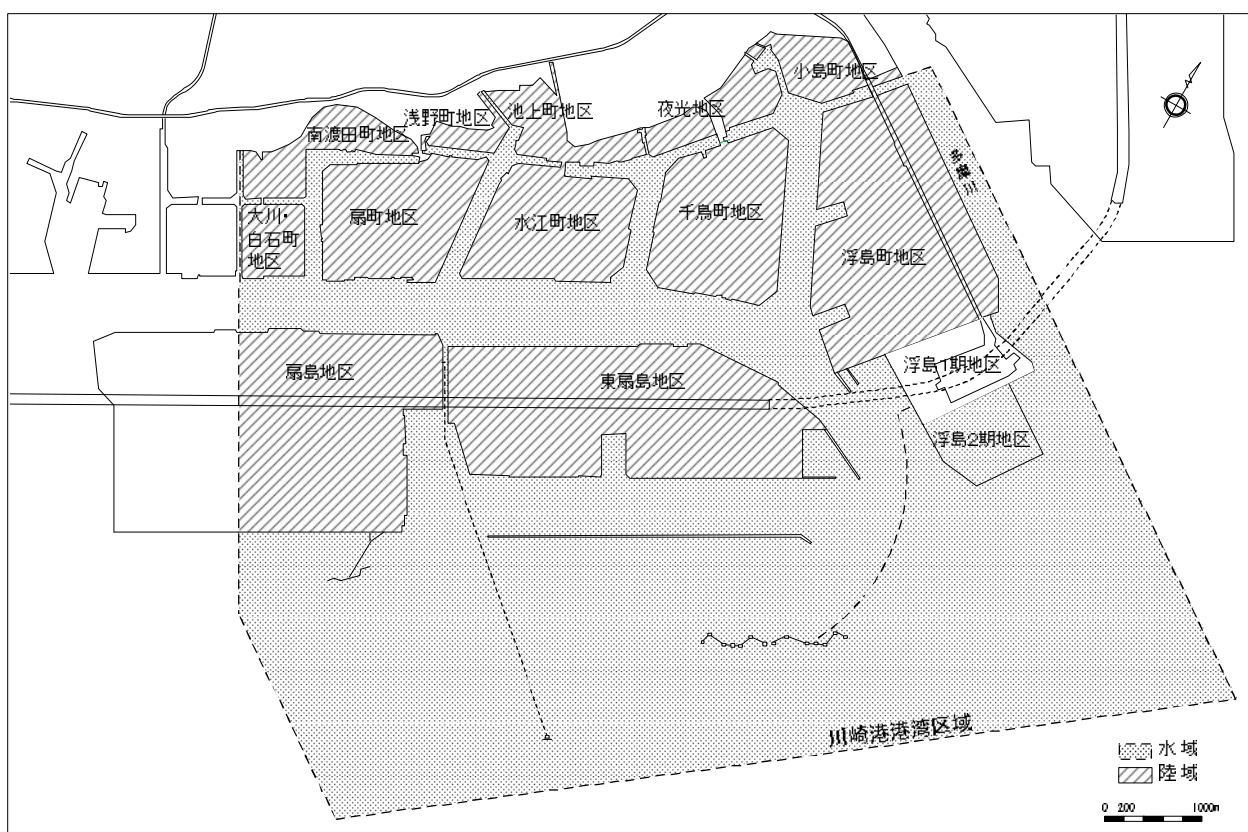 小島町地区
夜光地区
池上町地区
浅野町地区
南渡田町地区
多摩川
大川・
白石町
地区
扇町地区
水江町地区
千鳥町地区
浮島町地区
扇島地区
東扇島地区
浮島1期地区
浮島2期地区
川崎港港湾区域
水域
陸域
0 200 1000m